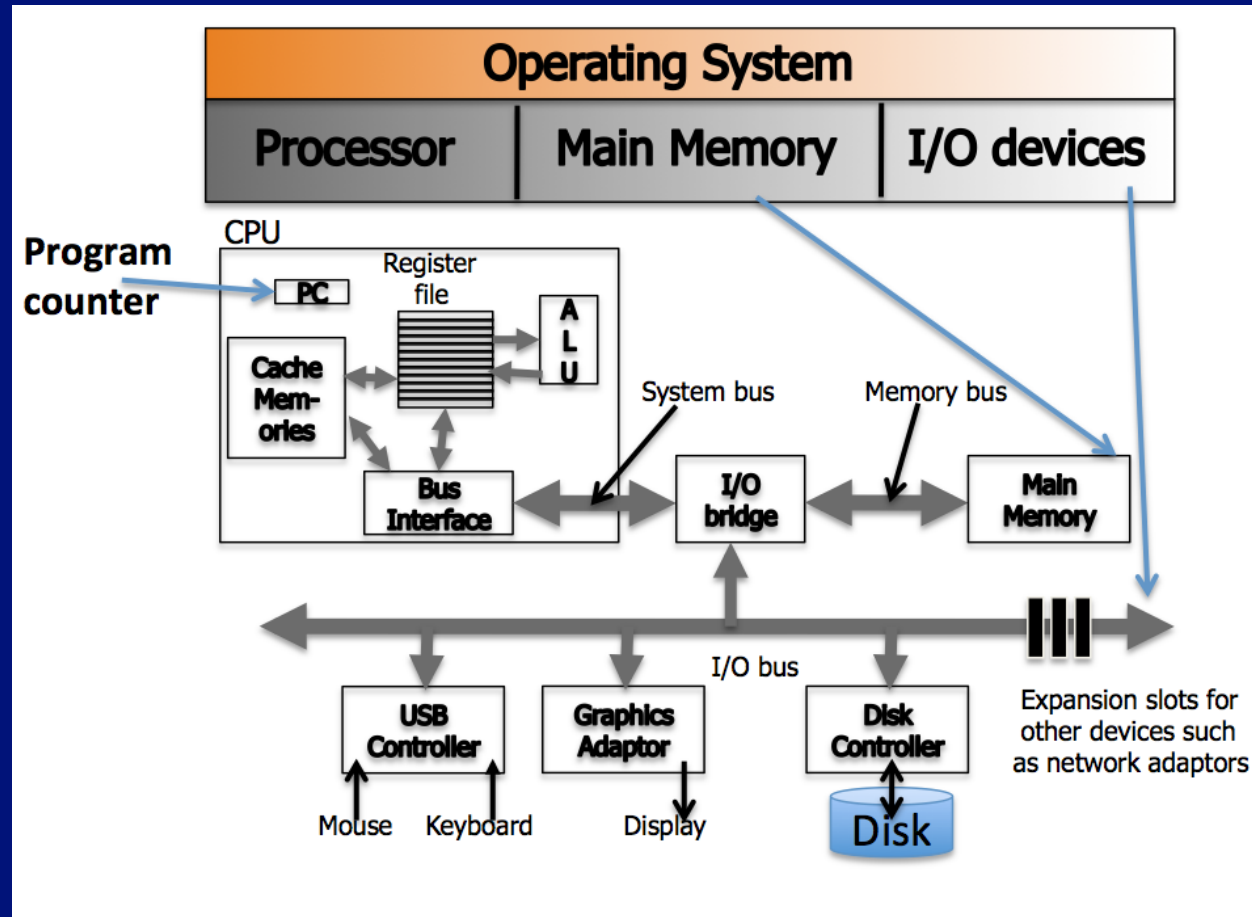 Operating System
Processor
Main Memory
I/O devices
CPU
Program
counter
PC
Register
file
A
L
U
Cache
Mem-
ories
System bus
Memory bus
Bus
Interface
I/O
bridge
Main
Memory
I/O bus
USB
Controller
Graphics
Adaptor
Disk
Controller
Expansion slots for
other devices such
as network adaptors
Mouse
Keyboard
Display
Disk